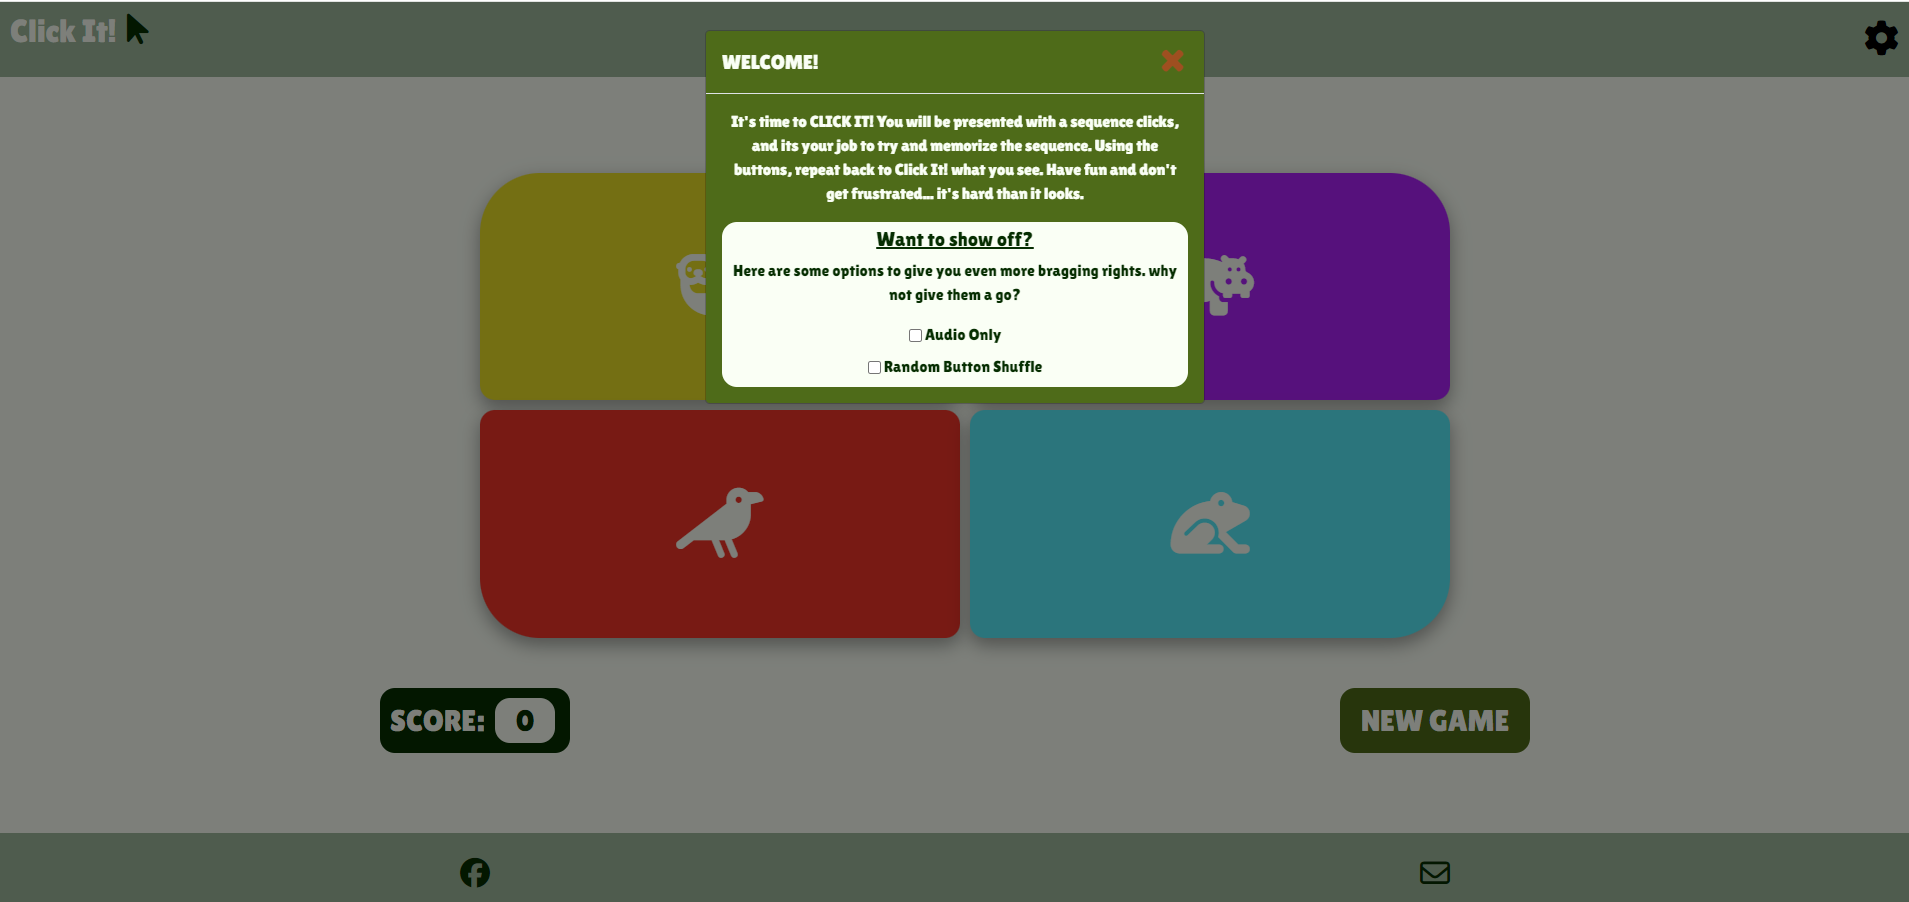 Click It!
WELCOME!
It's time to CLICK IT! You will be presented with a sequence clicks,
and its your job to try and memorize the sequence. Using the
buttons, repeat back to Click It! what you see. Have fun and don't
get frustrated... it's hard than it looks.
Want to show off?
Here are some options to give you even more bragging rights. why
not give them a go?
Audio Only
Random Button Shuffle
SCORE: 0
NEW GAME